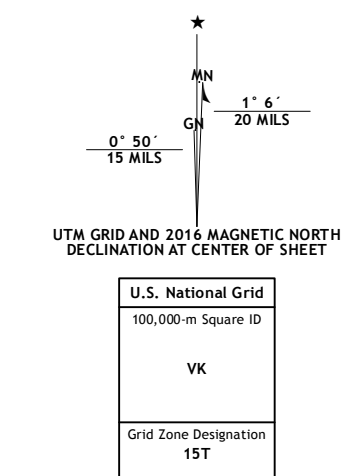 ★
MN
GN
1° 6´
20 MILS
0° 50´
15 MILS
UTM GRID AND 2016 MAGNETIC NORTH
DECLINATION AT CENTER OF SHEET
U.S. National Grid
100,000-m Square ID
VK
Grid Zone Designation
15T